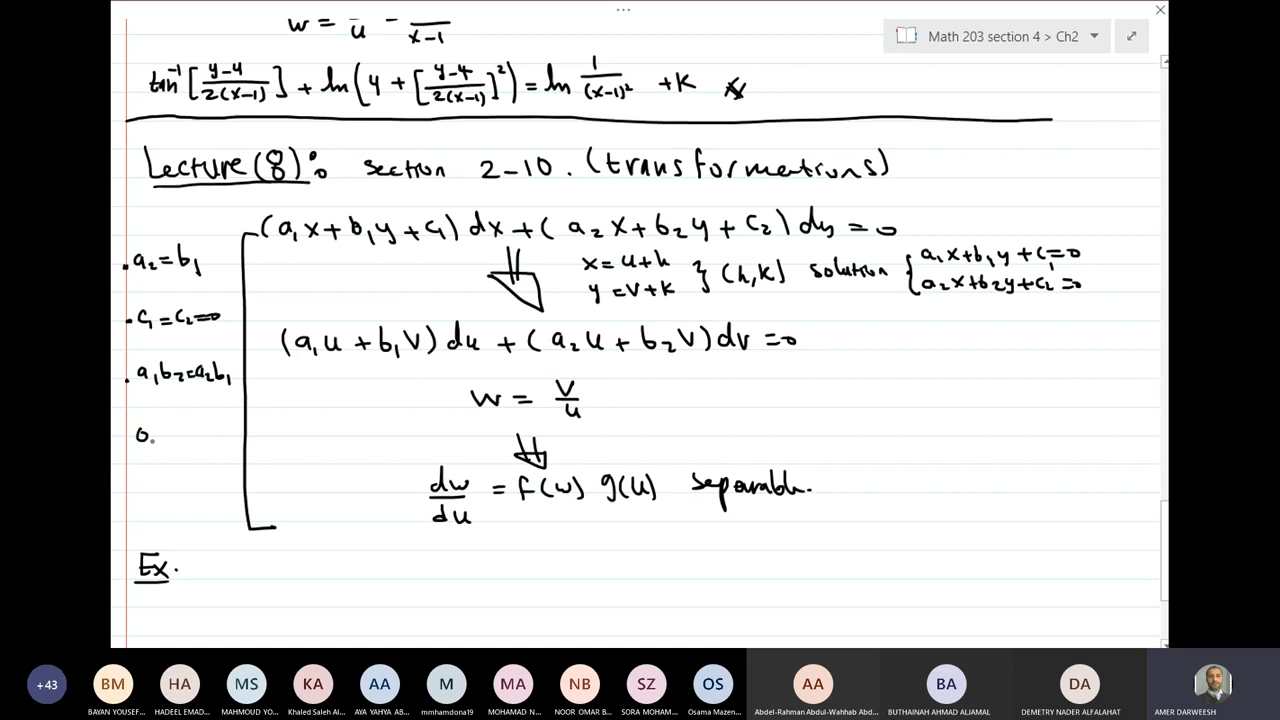 w = v/u = /(x-1)
Math 203 section 4 > Ch2
tan⁻¹[(y-4)/(2(x-1))] + ln(4 + [(y-4)/(2(x-1))]²) = ln 1/(x-1)² + K
Lecture(8): section 2-10. (transformations)
(a₁x+b₁y+c₁)dx+(a₂x+b₂y+c₂)dy=0
• a₂=b₁
x=u+h
y=v+k } (h,k) solution { a₁x+b₁y+c₁=0
a₂x+b₂y+c₂=0
• c₁=c₂=0
(a₁u+b₁v)du+(a₂u+b₂v)dv=0
• a₁b₂=a₂b₁
w = v/u
o.
dw/du = f(w) g(u) separable.
Ex.
+43 BM HA MS KA AA M MA NB SZ OS AA BA DA
BAYAN YOUSEF... HADEEL EMAD... MAHMOUD YO... Khaled Saleh Al... AYA YAHYA AB... mmhamdona19 MOHAMAD N... NOOR OMAR B... SORA MOHAM... Osama Mazen... Abdel-Rahman Abdul-Wahhab Abd... BUTHAINAH AHMAD ALJAMAL DEMETRY NADER ALFALAHAT AMER DARWEESH